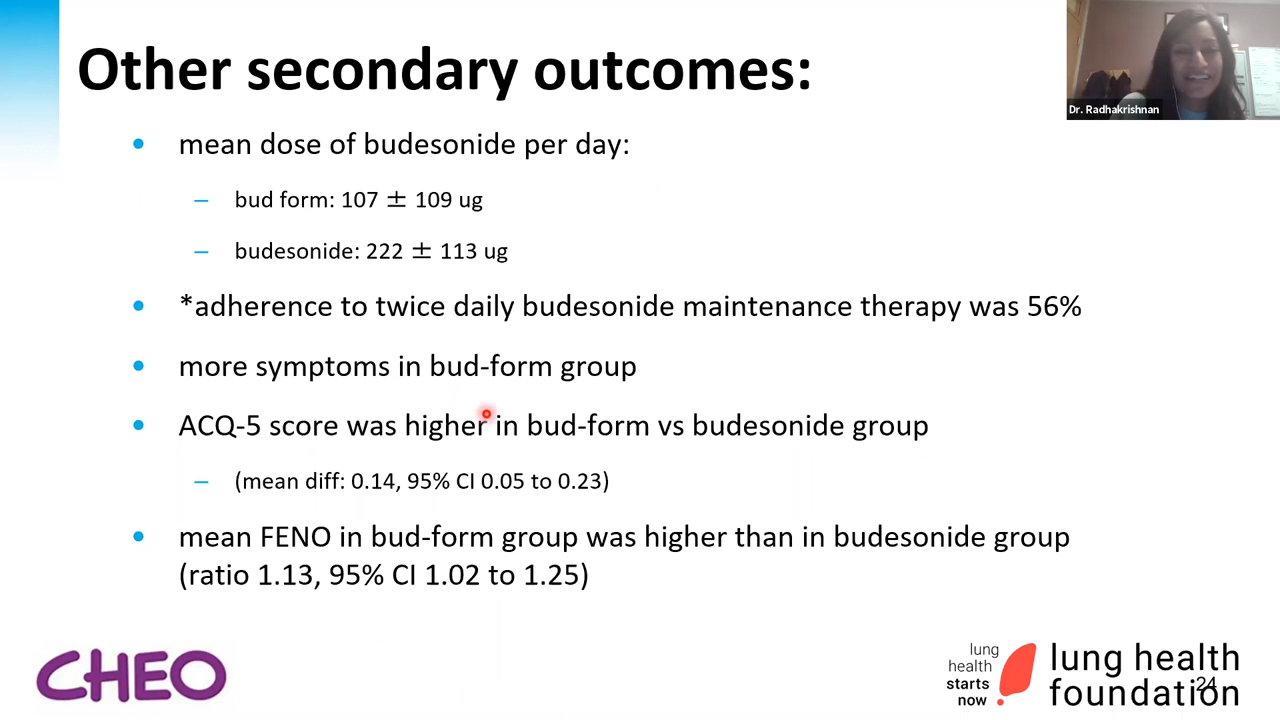 Other secondary outcomes:
Dr. Radhakrishnan
• mean dose of budesonide per day:
– bud form: 107 ± 109 ug
– budesonide: 222 ± 113 ug
• *adherence to twice daily budesonide maintenance therapy was 56%
• more symptoms in bud-form group
• ACQ-5 score was higher in bud-form vs budesonide group
– (mean diff: 0.14, 95% CI 0.05 to 0.23)
• mean FENO in bud-form group was higher than in budesonide group
(ratio 1.13, 95% CI 1.02 to 1.25)
CHEO
lung
health
starts
now
lung health
foundation
24